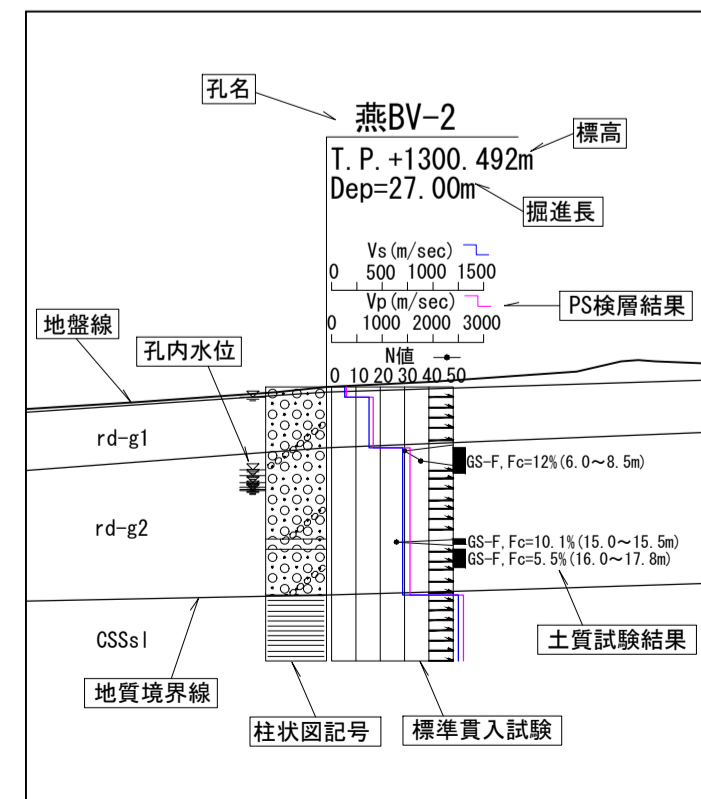 孔名
燕BV-2
標高
T.P.+1300.492m
Dep=27.00m
掘進長
Vs(m/sec)
0 500 1000 1500
Vp(m/sec)
PS検層結果
0 1000 2000 3000
地盤線
孔内水位
N値
0 10 20 30 40 50
rd-g1
GS-F,Fc=12%(6.0～8.5m)
rd-g2
GS-F,Fc=10.1%(15.0～15.5m)
GS-F,Fc=5.5%(16.0～17.8m)
土質試験結果
CSSsl
地質境界線
柱状図記号
標準貫入試験